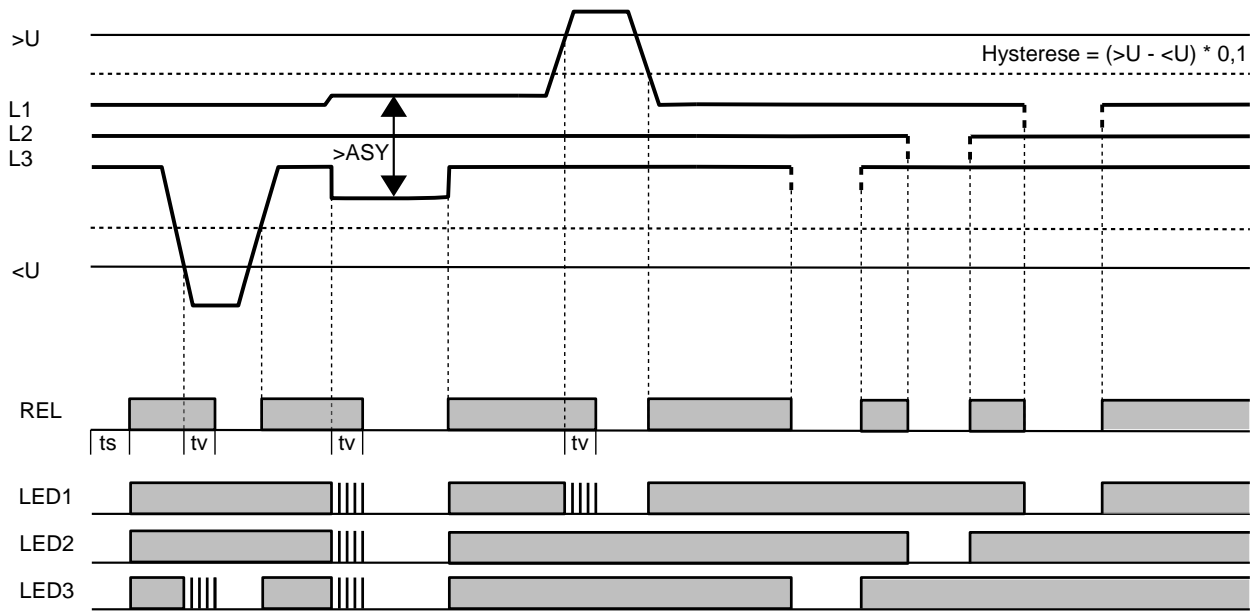 >U
Hysterese = (>U - <U) * 0,1
L1
L2
L3
>ASY
<U
REL
ts
tv
tv
tv
LED1
LED2
LED3